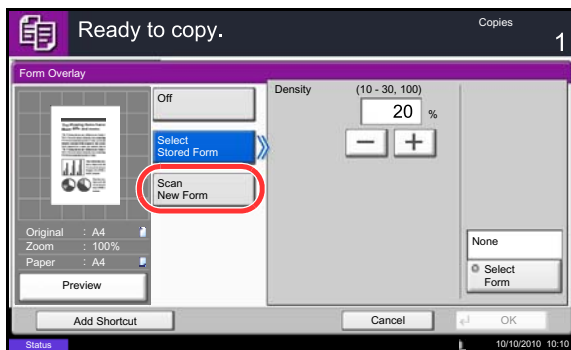 Ready to copy.
Copies
1
Form Overlay
Off
Density
(10 - 30, 100)
20 %
Select
Stored Form
Scan
New Form
Original : A4
Zoom : 100%
Paper : A4
Preview
None
Select
Form
Add Shortcut
Cancel
OK
Status
10/10/2010 10:10